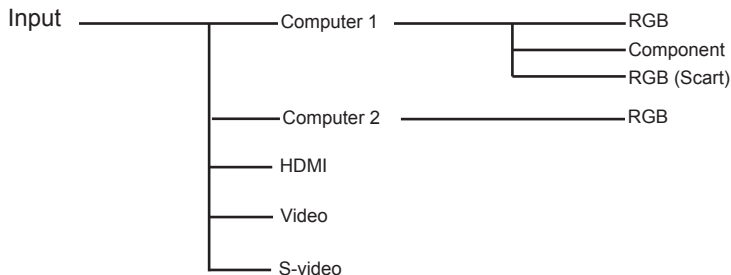 Input
Computer 1
RGB
Component
RGB (Scart)
Computer 2
RGB
HDMI
Video
S-video